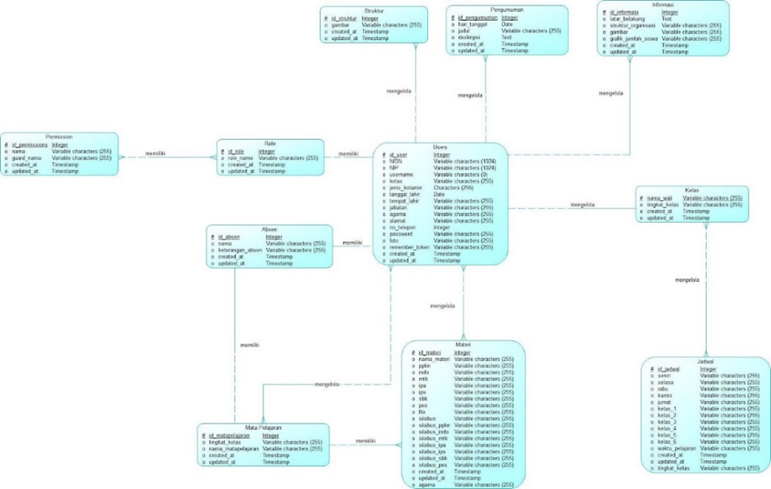 Struktur
# id_struktur Integer
o gambar Variable characters (255)
o created_at Timestamp
o updated_at Timestamp
Pengumuman
# id_pengumuman Integer
o hari_tanggal Date
o judul Variable characters (255)
o deskripsi Text
o created_at Timestamp
o updated_at Timestamp
Informasi
# id_informasi Integer
o latar_belakang Text
o struktur_organisasi Variable characters (255)
o gambar Variable characters (255)
o grafik_jumlah_siswa Variable characters (255)
o created_at Timestamp
o updated_at Timestamp
mengelola
mengelola
mengelola
Permission
# id_permissions Integer
o nama Variable characters (255)
o guard_nama Variable characters (255)
o created_at Timestamp
o updated_at Timestamp
memiliki
Role
# id_role Integer
o role_name Variable characters (255)
o created_at Timestamp
o updated_at Timestamp
memiliki
Users
# id_user Integer
o NISN Variable characters (1024)
o NIP Variable characters (1024)
o username Variable characters (0)
o kelas Variable characters (255)
o jenis_kelamin Characters (256)
o tanggal_lahir Date
o tempat_lahir Variable characters (255)
o jabatan Variable characters (255)
o agama Variable characters (255)
o alamat Variable characters (255)
o no_telepon Integer
o password Variable characters (255)
o foto Variable characters (255)
o remember_token Variable characters (255)
o created_at Timestamp
o updated_at Timestamp
mengelola
Kelas
# nama_wali Variable characters (255)
o tingkat_kelas Variable characters (255)
o created_at Timestamp
o updated_at Timestamp
Absen
# id_absen Integer
o nama Variable characters (255)
o keterangan_absen Variable characters (255)
o created_at Timestamp
o updated_at Timestamp
memiliki
mengelola
mengelola
memiliki
mengelola
Materi
# id_materi Integer
o nama_materi Variable characters (255)
o ppkn Variable characters (255)
o indo Variable characters (255)
o mtk Variable characters (255)
o ipa Variable characters (255)
o ips Variable characters (255)
o sbk Variable characters (255)
o pos Variable characters (255)
o file Variable characters (255)
o silabus Variable characters (255)
o silabus_ppkn Variable characters (255)
o silabus_indo Variable characters (255)
o silabus_mtk Variable characters (255)
o silabus_ipa Variable characters (255)
o silabus_ips Variable characters (255)
o silabus_sbk Variable characters (255)
o silabus_pos Variable characters (255)
o created_at Timestamp
o updated_at Timestamp
o agama Variable characters (255)
Jadwal
# id_jadwal Integer
o senin Variable characters (255)
o selasa Variable characters (255)
o rabu Variable characters (255)
o kamis Variable characters (255)
o jumat Variable characters (255)
o kelas_1 Variable characters (255)
o kelas_2 Variable characters (255)
o kelas_3 Variable characters (255)
o kelas_4 Variable characters (255)
o kelas_5 Variable characters (255)
o kelas_6 Variable characters (255)
o waktu_pelajaran Variable characters (255)
o created_at Timestamp
o updated_at Timestamp
o tingkat_kelas Variable characters (255)
Mata Pelajaran
# id_matapelajaran Integer
o tingkat_kelas Variable characters (255)
o nama_matapelajaran Variable characters (255)
o created_at Timestamp
o updated_at Timestamp
memiliki